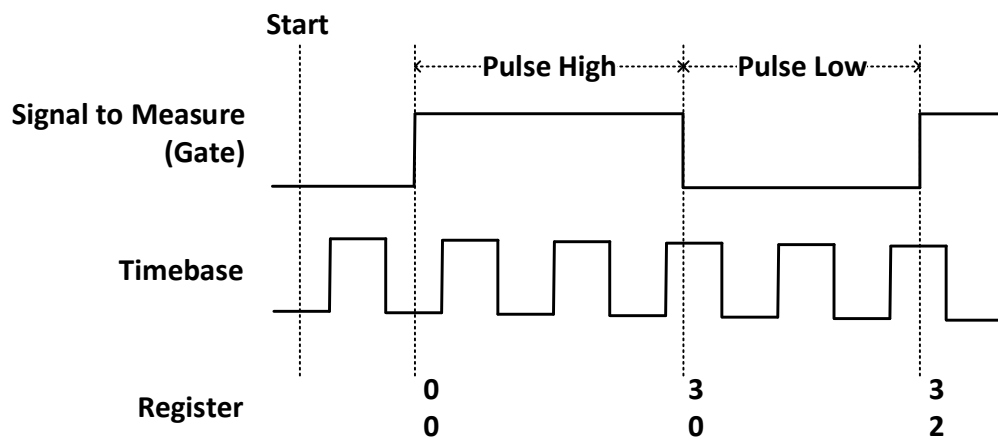 Start
Pulse High Pulse Low
Signal to Measure
(Gate)
Timebase
0 3 3
Register
0 0 2